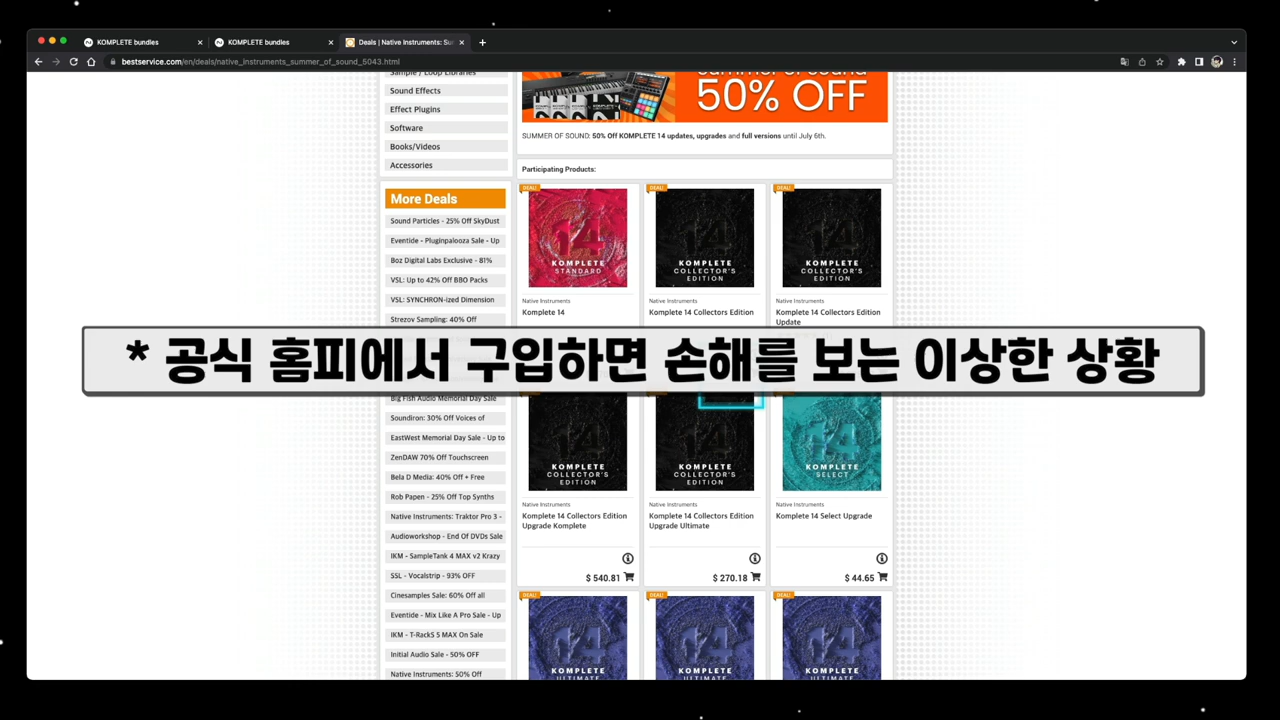 KOMPLETE bundles
KOMPLETE bundles
Deals | Native Instruments: Su
bestservice.com/en/deals/native_instruments_summer_of_sound_5043.html
Sample / Loop Libraries
Sound Effects
Effect Plugins
Software
Books/Videos
Accessories
50% OFF
SUMMER OF SOUND: 50% Off KOMPLETE 14 updates, upgrades and full versions until July 6th.
Participating Products:
More Deals
Sound Particles - 25% Off SkyDust
Eventide - Pluginpalooza Sale - Up
Boz Digital Labs Exclusive - 81%
VSL: Up to 42% Off BBO Packs
VSL: SYNCHRON-ized Dimension
Strezov Sampling: 40% Off
DEAL!
14
KOMPLETE
STANDARD
Native Instruments
Komplete 14
DEAL!
14
KOMPLETE
COLLECTOR'S
EDITION
Native Instruments
Komplete 14 Collectors Edition
DEAL!
14
KOMPLETE
COLLECTOR'S
EDITION
Native Instruments
Komplete 14 Collectors Edition
Update
* 공식 홈피에서 구입하면 손해를 보는 이상한 상황
Big Fish Audio Memorial Day Sale
Soundiron: 30% Off Voices of
EastWest Memorial Day Sale - Up to
ZenDAW 70% Off Touchscreen
Bela D Media: 40% Off + Free
Rob Papen - 25% Off Top Synths
Native Instruments: Traktor Pro 3 -
Audioworkshop - End Of DVDs Sale
IKM - SampleTank 4 MAX v2 Krazy
SSL - Vocalstrip - 93% OFF
Cinesamples Sale: 60% Off all
Eventide - Mix Like A Pro Sale - Up
IKM - T-RackS 5 MAX On Sale
Initial Audio Sale - 50% OFF
Native Instruments: 50% Off
14
KOMPLETE
COLLECTOR'S
EDITION
Native Instruments
Komplete 14 Collectors Edition
Upgrade Komplete
$ 540.81
14
KOMPLETE
COLLECTOR'S
EDITION
Native Instruments
Komplete 14 Collectors Edition
Upgrade Ultimate
$ 270.18
14
KOMPLETE
SELECT
Native Instruments
Komplete 14 Select Upgrade
$ 44.65
DEAL!
14
KOMPLETE
ULTIMATE
DEAL!
14
KOMPLETE
ULTIMATE
DEAL!
14
KOMPLETE
ULTIMATE